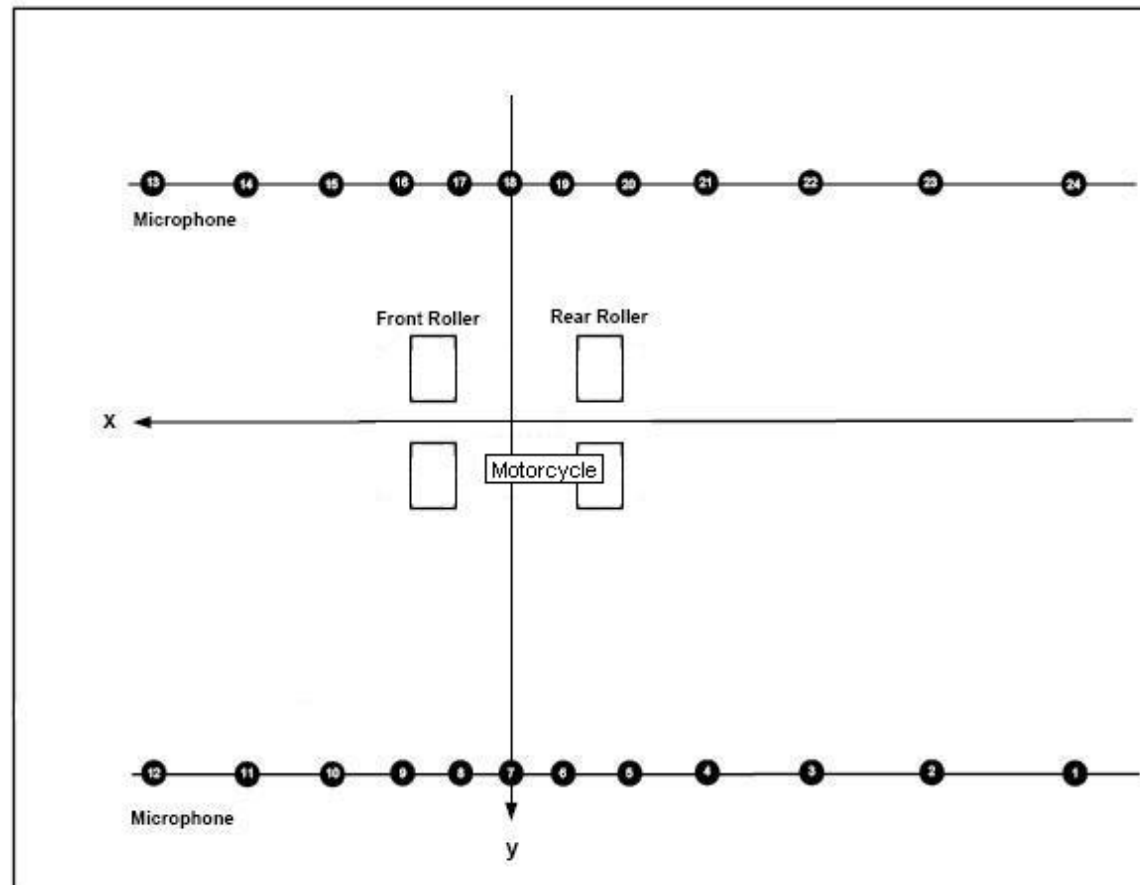 13 14 15 16 17 18 19 20 21 22 23 24
Microphone
Front Roller Rear Roller
X
Motorcycle
12 11 10 9 8 7 6 5 4 3 2 1
Microphone
y